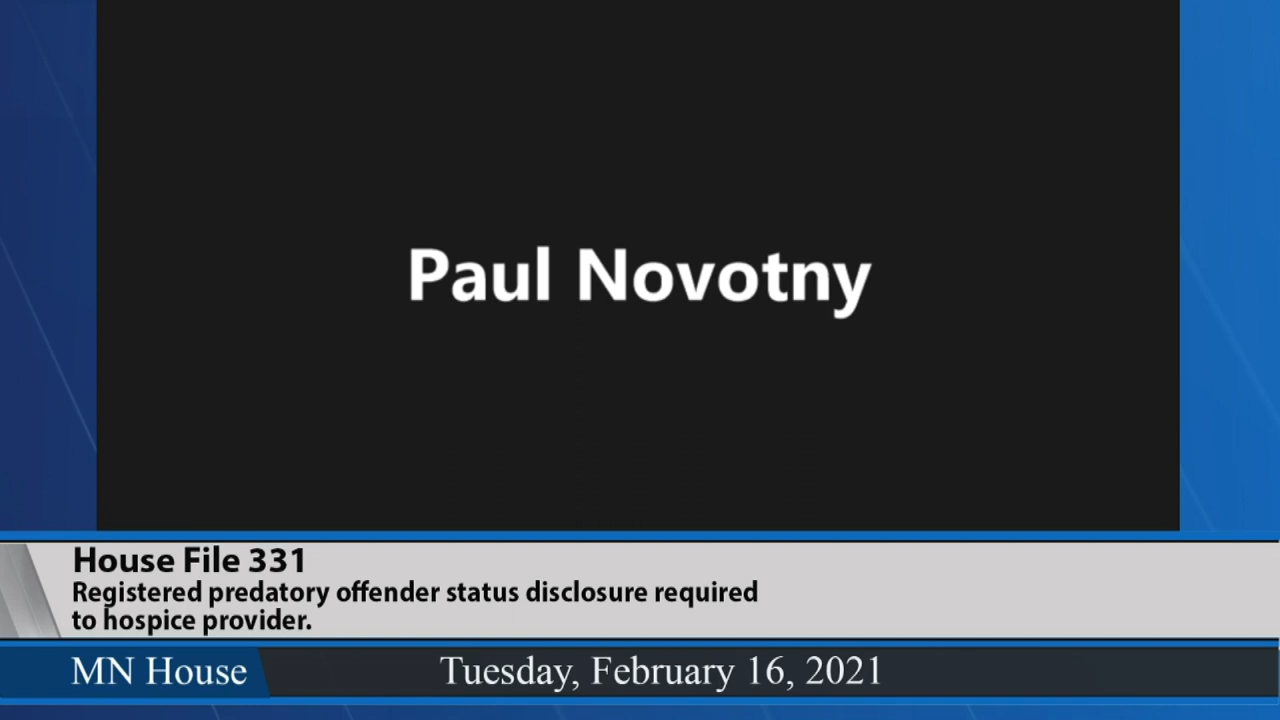 Paul Novotny
House File 331
Registered predatory offender status disclosure required
to hospice provider.
MN House
Tuesday, February 16, 2021